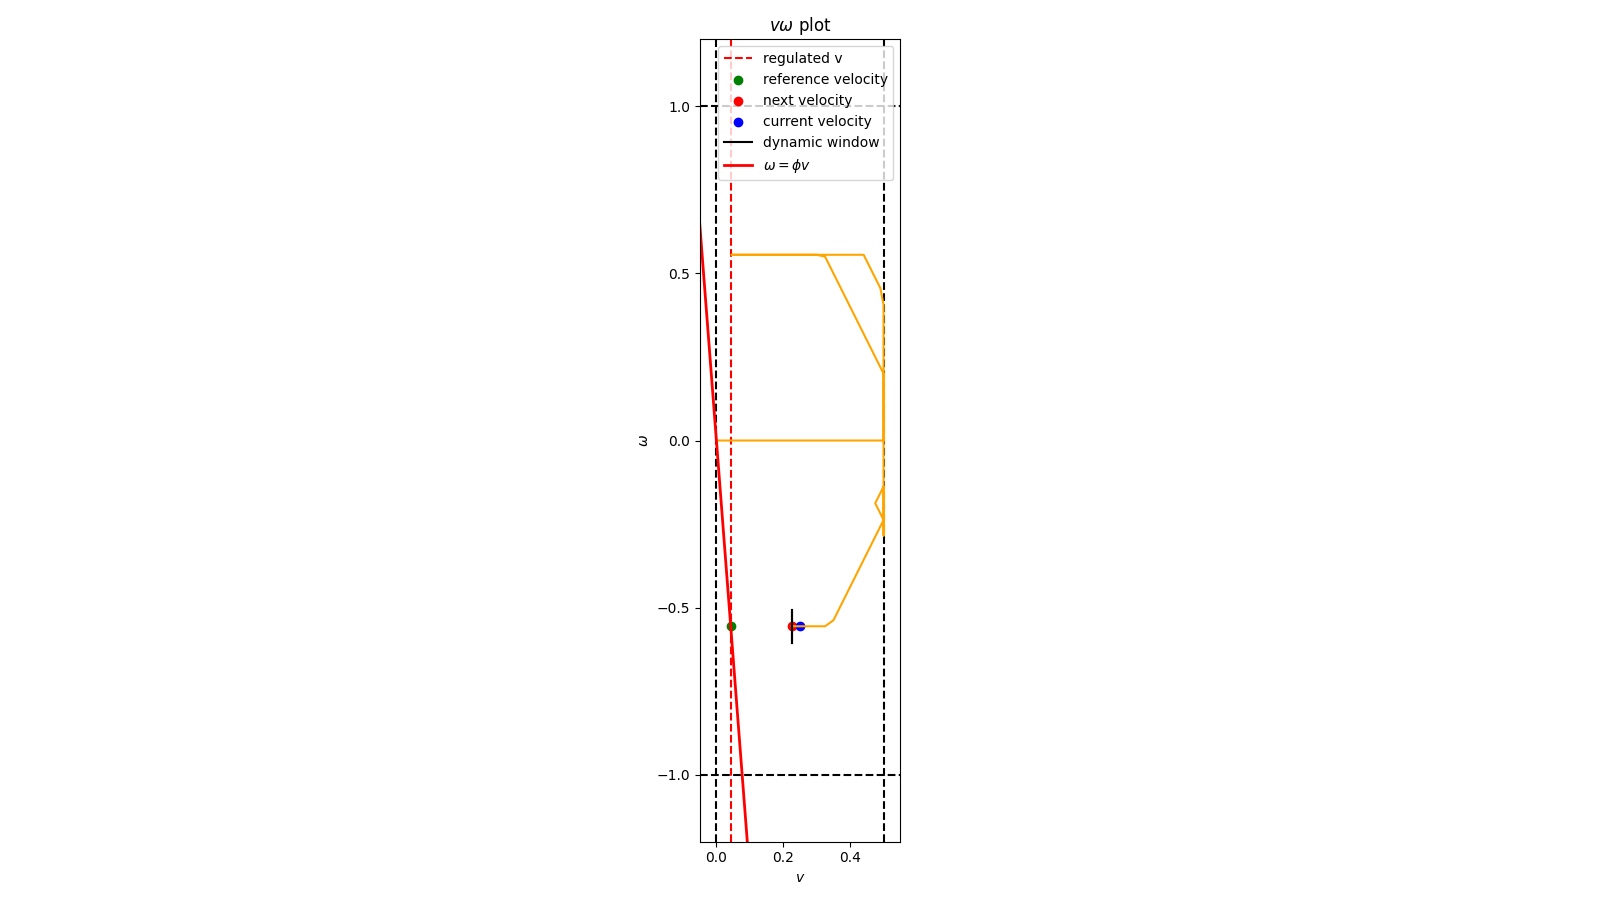 vω plot
regulated v
reference velocity
next velocity
current velocity
dynamic window
ω = ϕv
1.0
0.5
0.0
−0.5
−1.0
ω
0.0 0.2 0.4
v